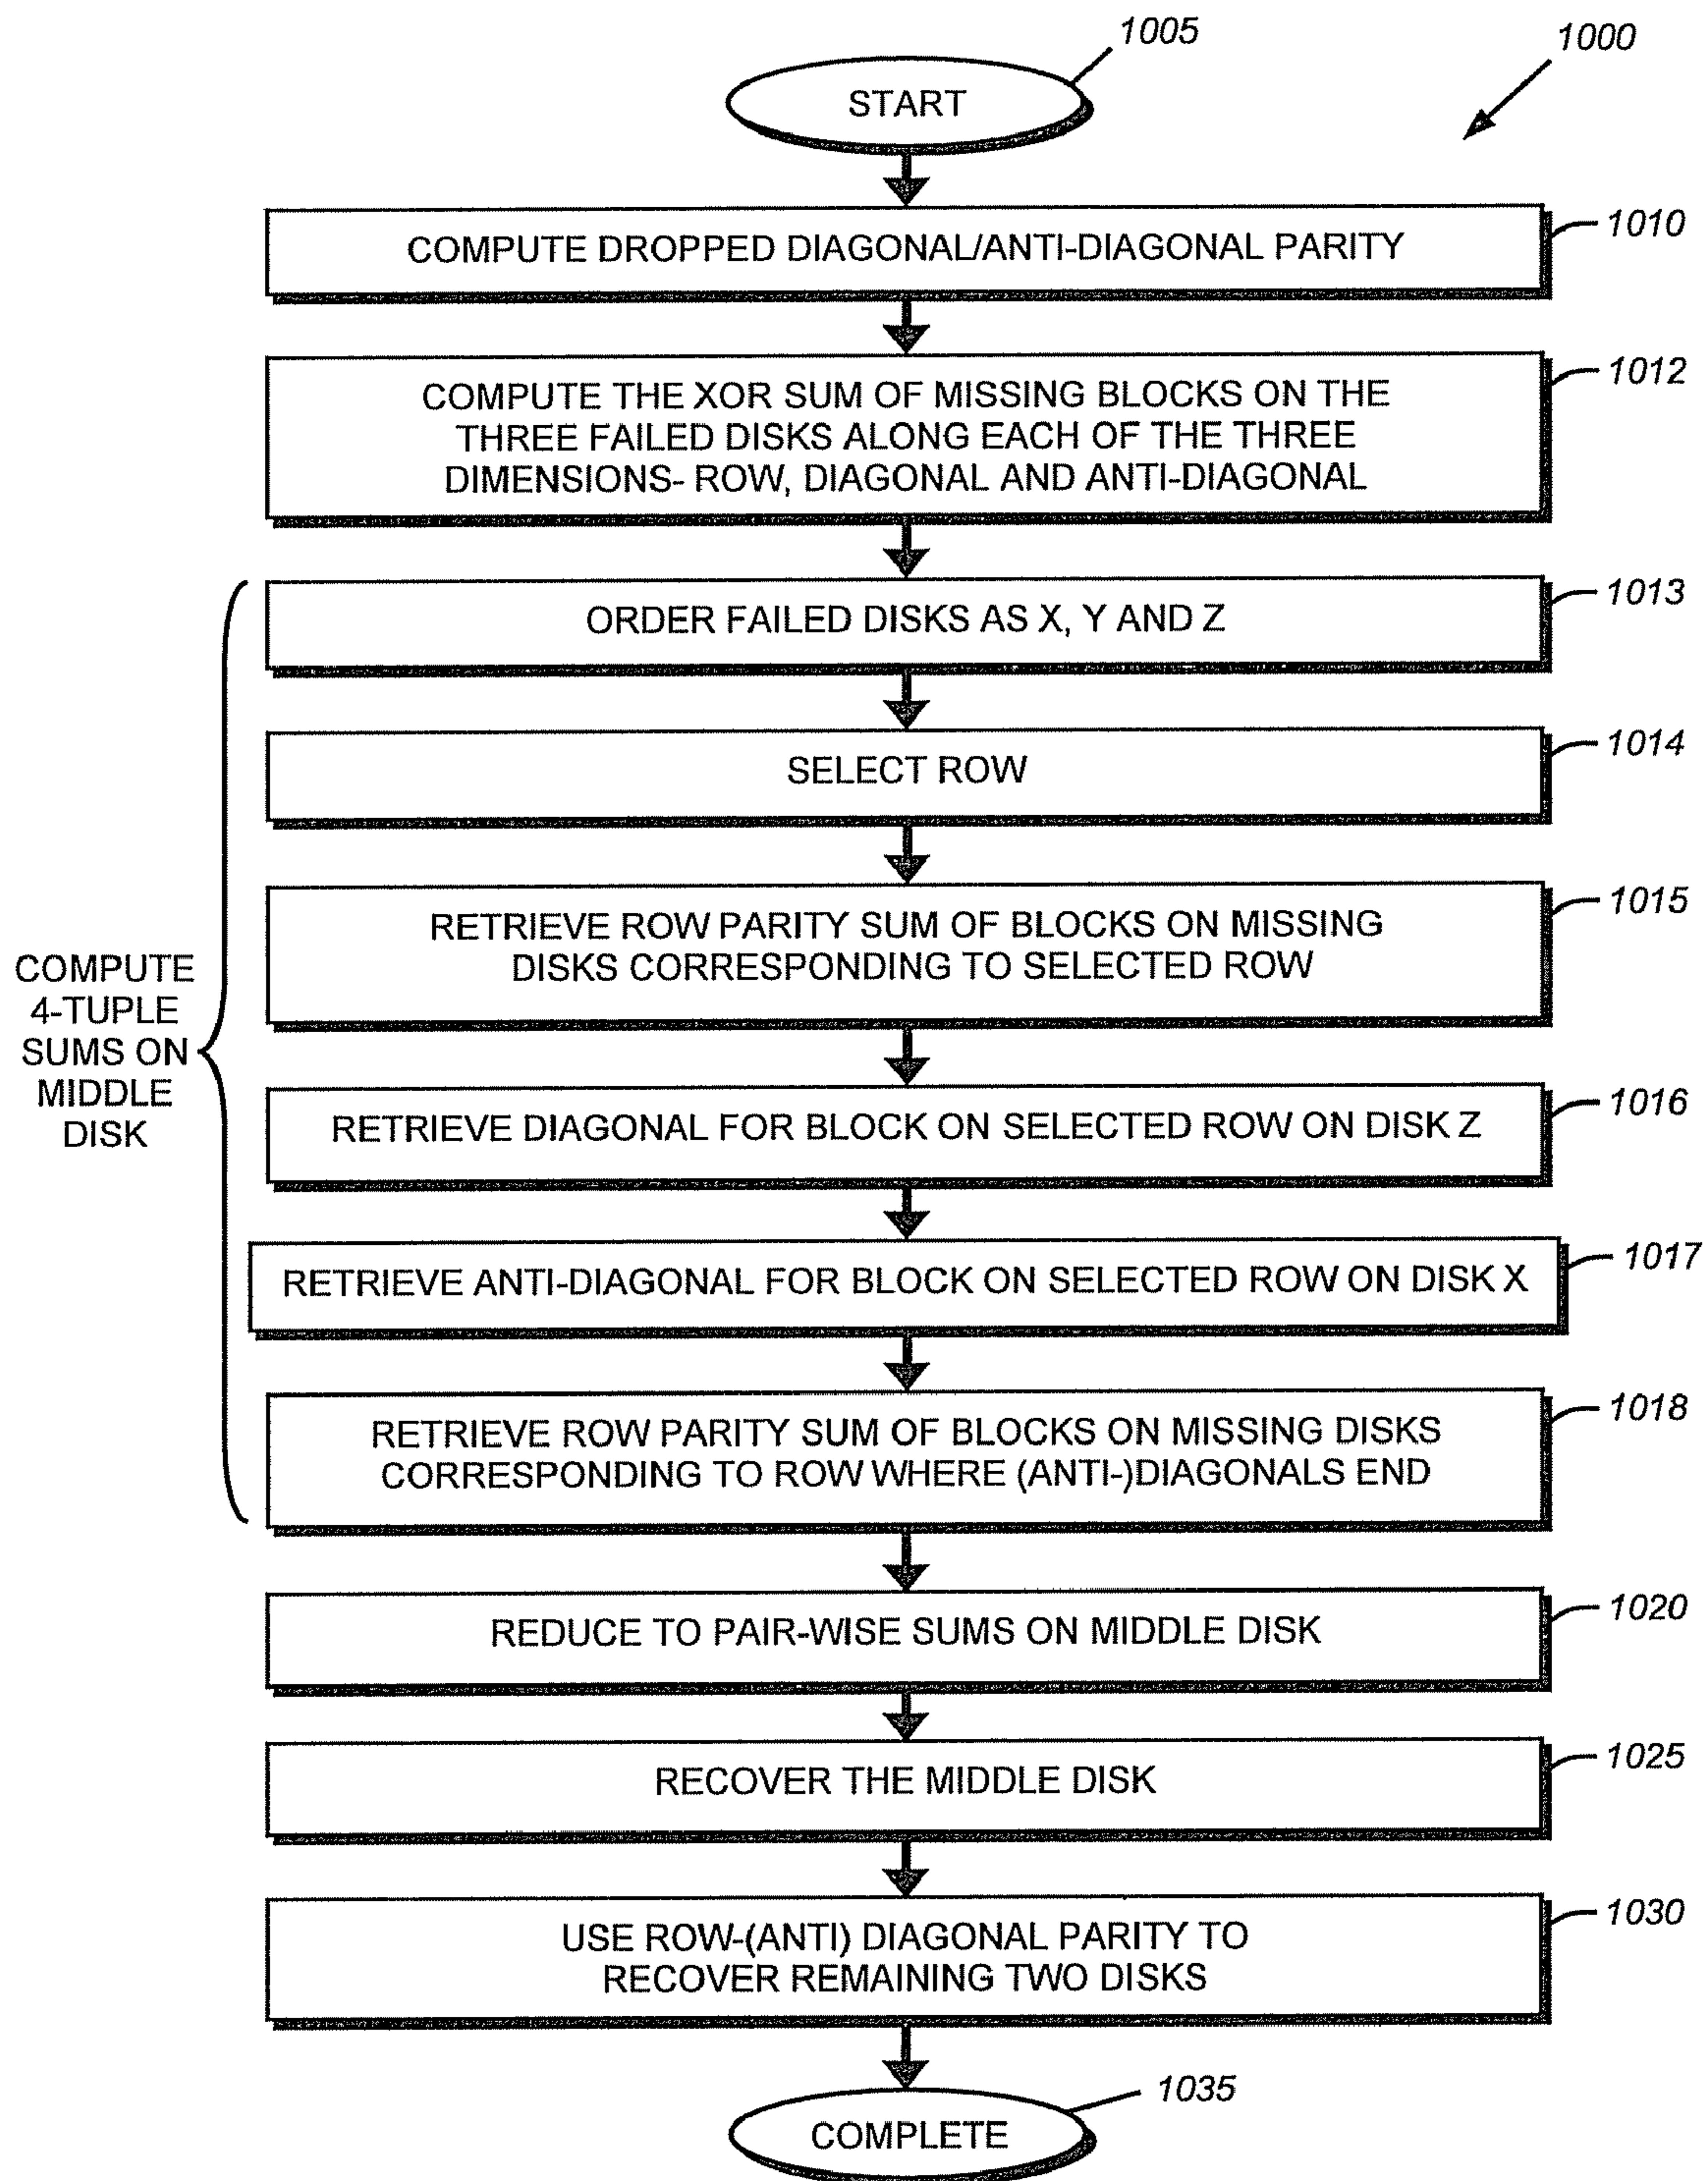 1005
1000
START
COMPUTE DROPPED DIAGONAL/ANTI-DIAGONAL PARITY
1010
COMPUTE THE XOR SUM OF MISSING BLOCKS ON THE
THREE FAILED DISKS ALONG EACH OF THE THREE
DIMENSIONS- ROW, DIAGONAL AND ANTI-DIAGONAL
1012
COMPUTE
4-TUPLE
SUMS ON
MIDDLE
DISK
ORDER FAILED DISKS AS X, Y AND Z
1013
SELECT ROW
1014
RETRIEVE ROW PARITY SUM OF BLOCKS ON MISSING
DISKS CORRESPONDING TO SELECTED ROW
1015
RETRIEVE DIAGONAL FOR BLOCK ON SELECTED ROW ON DISK Z
1016
RETRIEVE ANTI-DIAGONAL FOR BLOCK ON SELECTED ROW ON DISK X
1017
RETRIEVE ROW PARITY SUM OF BLOCKS ON MISSING DISKS
CORRESPONDING TO ROW WHERE (ANTI-)DIAGONALS END
1018
REDUCE TO PAIR-WISE SUMS ON MIDDLE DISK
1020
RECOVER THE MIDDLE DISK
1025
USE ROW-(ANTI) DIAGONAL PARITY TO
RECOVER REMAINING TWO DISKS
1030
1035
COMPLETE